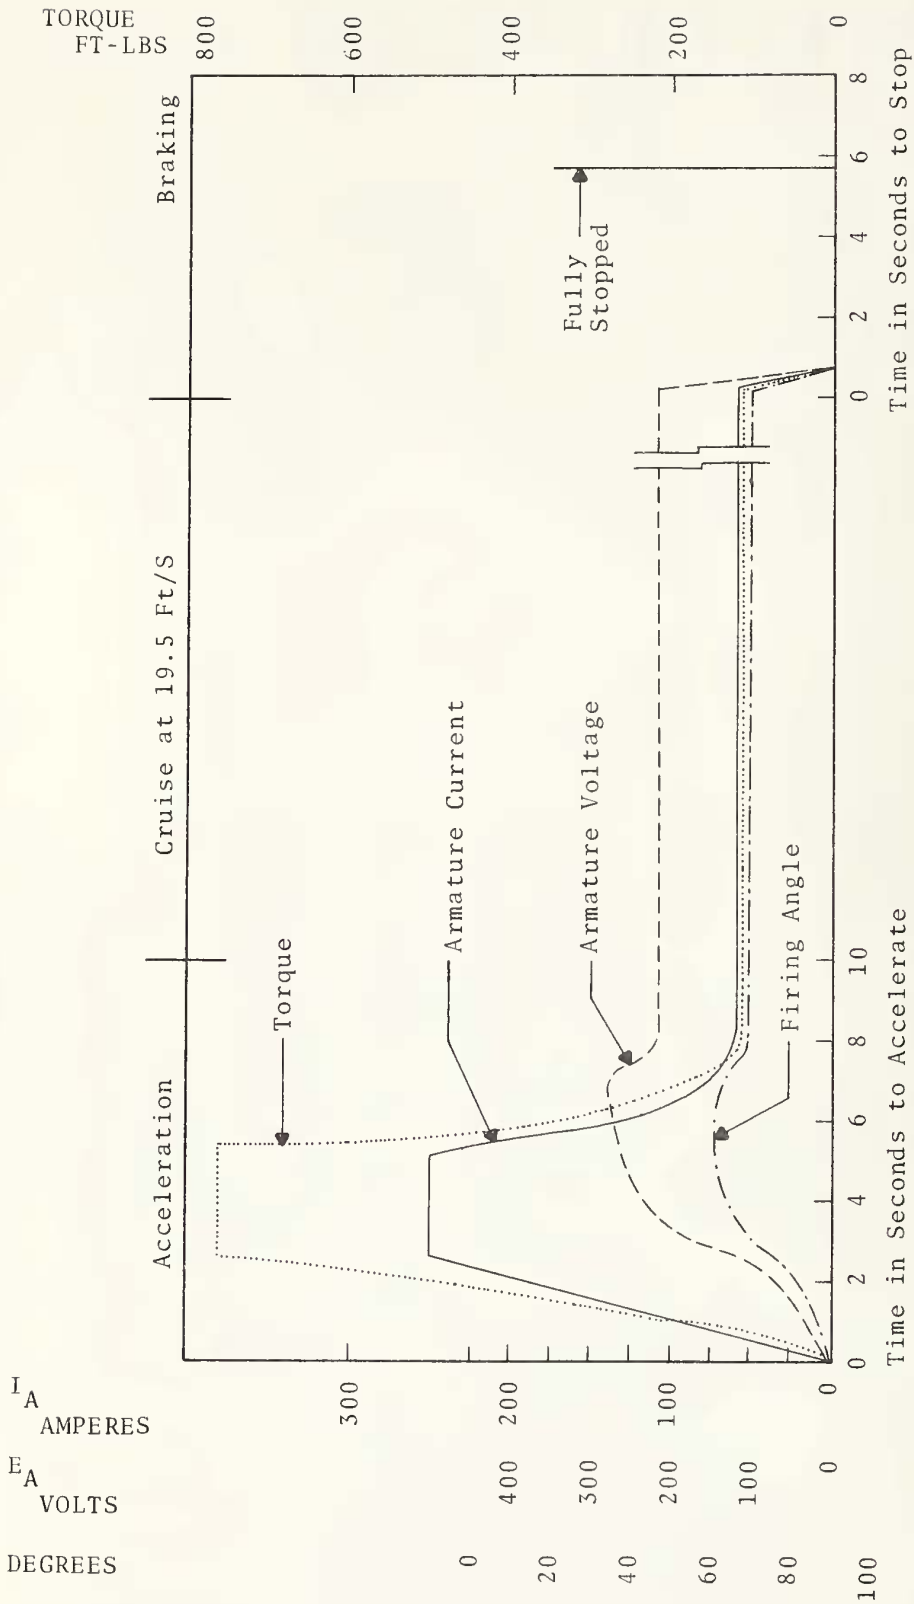 TORQUE
FT-LBS
800
600
400
200
0
Acceleration
Cruise at 19.5 Ft/S
Braking
Torque
Armature Current
Armature Voltage
Firing Angle
Fully
Stopped
I A
AMPERES
300
200
100
0
E A
VOLTS
400
300
200
100
0
DEGREES
0
20
40
60
80
100
0 2 4 6 8 10
Time in Seconds to Accelerate
0 2 4 6 8
Time in Seconds to Stop